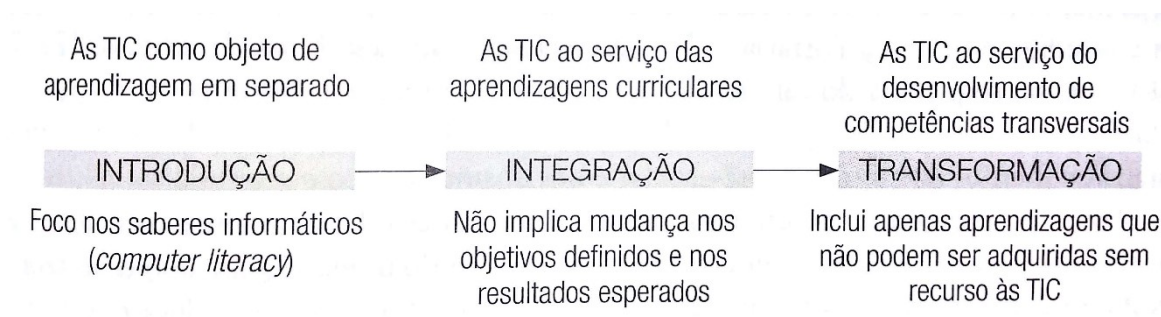 As TIC como objeto de
aprendizagem em separado
INTRODUÇÃO
Foco nos saberes informáticos
(computer literacy)
As TIC ao serviço das
aprendizagens curriculares
INTEGRAÇÃO
Não implica mudança nos
objetivos definidos e nos
resultados esperados
As TIC ao serviço do
desenvolvimento de
competências transversais
TRANSFORMAÇÃO
Inclui apenas aprendizagens que
não podem ser adquiridas sem
recurso às TIC